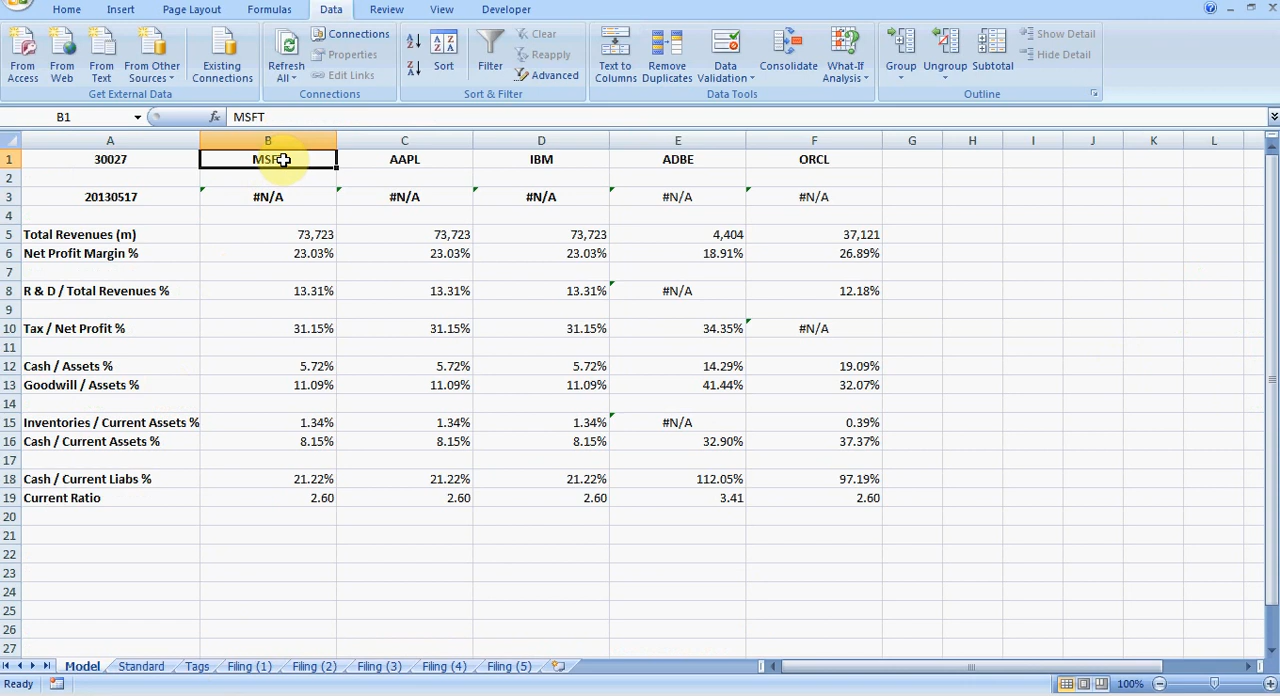 Home Insert Page Layout Formulas Data Review View Developer
From Access From Web From Text From Other Sources Existing Connections Refresh All Connections Properties Edit Links Sort Filter Clear Reapply Advanced Text to Columns Remove Duplicates Data Validation Consolidate What-If Analysis Group Ungroup Subtotal Show Detail Hide Detail
Get External Data Connections Sort & Filter Data Tools Outline
B1 fx MSFT
A B C D E F G H I J K L
1 30027 AAPL IBM ADBE ORCL
2
3 20130517 #N/A #N/A #N/A #N/A #N/A
4
5 Total Revenues (m) 73,723 73,723 73,723 4,404 37,121
6 Net Profit Margin % 23.03% 23.03% 23.03% 18.91% 26.89%
7
8 R & D / Total Revenues % 13.31% 13.31% 13.31% #N/A 12.18%
9
10 Tax / Net Profit % 31.15% 31.15% 31.15% 34.35% #N/A
11
12 Cash / Assets % 5.72% 5.72% 5.72% 14.29% 19.09%
13 Goodwill / Assets % 11.09% 11.09% 11.09% 41.44% 32.07%
14
15 Inventories / Current Assets % 1.34% 1.34% 1.34% #N/A 0.39%
16 Cash / Current Assets % 8.15% 8.15% 8.15% 32.90% 37.37%
17
18 Cash / Current Liabs % 21.22% 21.22% 21.22% 112.05% 97.19%
19 Current Ratio 2.60 2.60 2.60 3.41 2.60
20
21
22
23
24
25
26
27
Model Standard Tags Filing (1) Filing (2) Filing (3) Filing (4) Filing (5)
Ready 100%